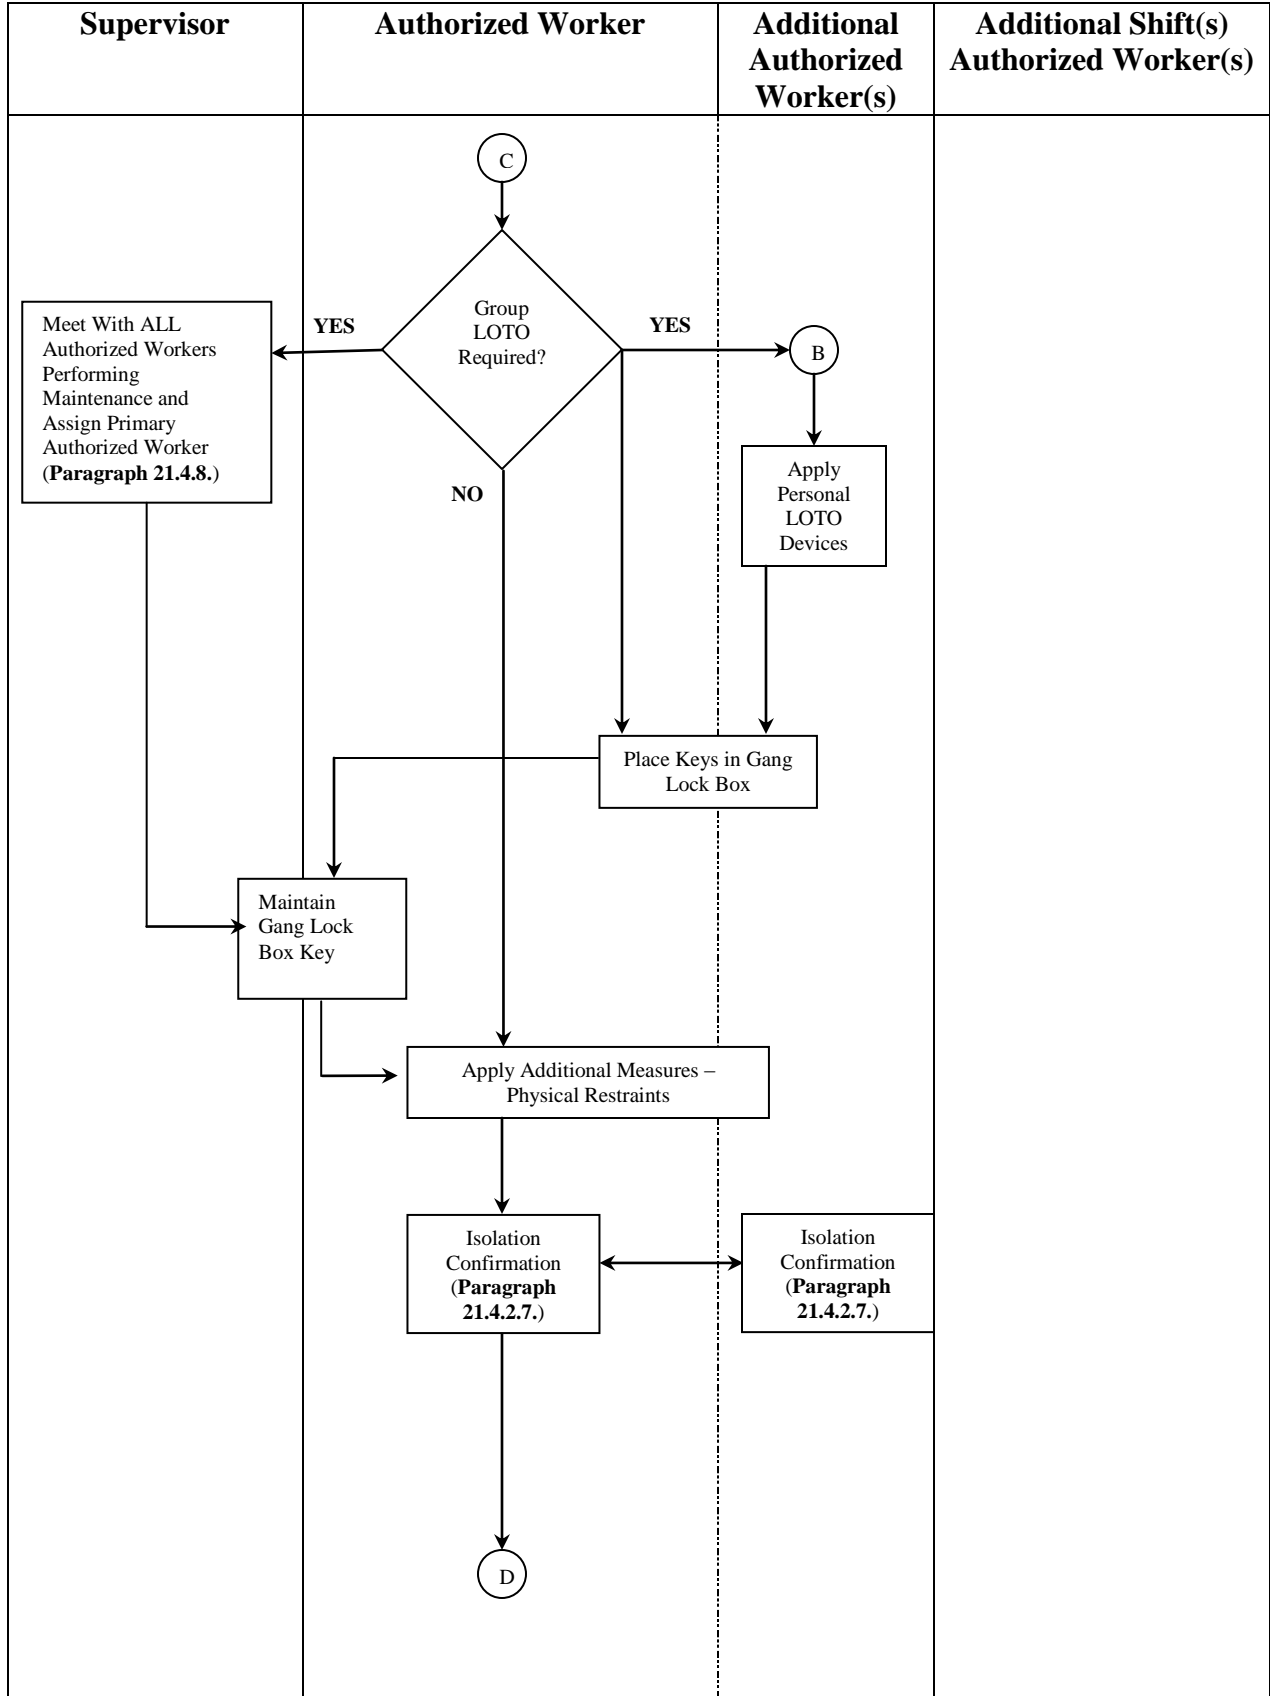 Supervisor
Authorized Worker
Additional
Authorized
Worker(s)
Additional Shift(s)
Authorized Worker(s)
C
Group
LOTO
Required?
YES
YES
NO
Meet With ALL
Authorized Workers
Performing
Maintenance and
Assign Primary
Authorized Worker
(Paragraph 21.4.8.)
B
Apply
Personal
LOTO
Devices
Place Keys in Gang
Lock Box
Maintain
Gang Lock
Box Key
Apply Additional Measures –
Physical Restraints
Isolation
Confirmation
(Paragraph
21.4.2.7.)
Isolation
Confirmation
(Paragraph
21.4.2.7.)
D